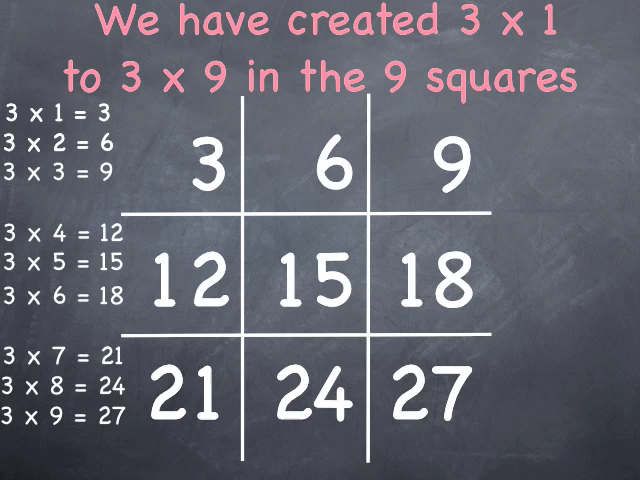 We have created 3 x 1
to 3 x 9 in the 9 squares
3 x 1 = 3
3 x 2 = 6
3 x 3 = 9
3 6 9
3 x 4 = 12
3 x 5 = 15
3 x 6 = 18
12 15 18
3 x 7 = 21
3 x 8 = 24
3 x 9 = 27
21 24 27